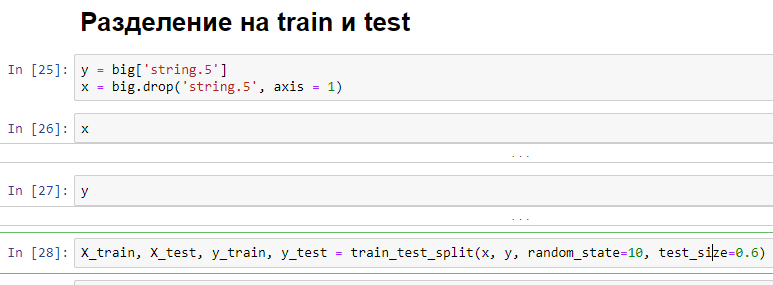 Разделение на train и test
In [25]: y = big['string.5']
x = big.drop('string.5', axis = 1)
In [26]: x
...
In [27]: y
...
In [28]: X_train, X_test, y_train, y_test = train_test_split(x, y, random_state=10, test_size=0.6)